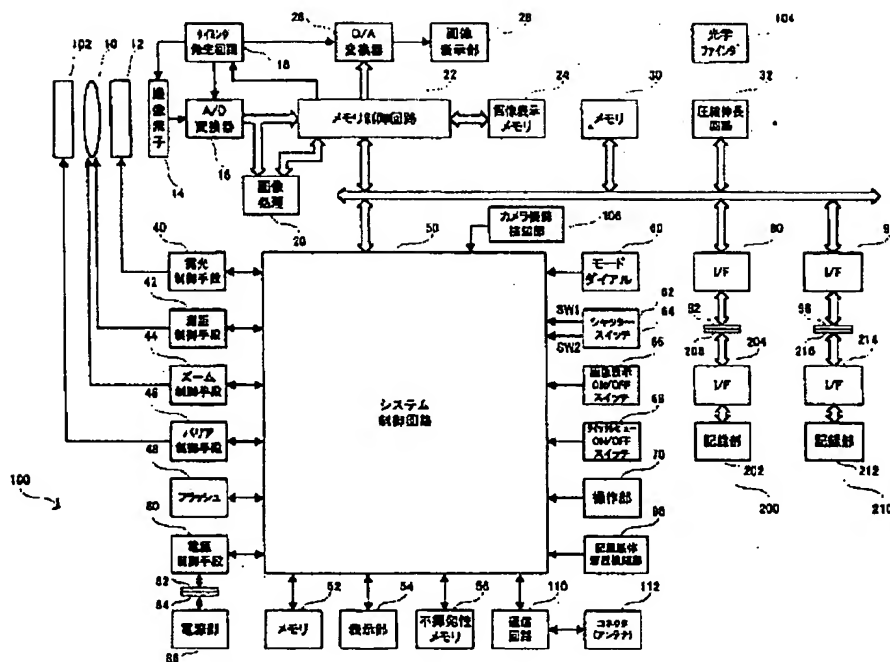 102
10
12
タイミング
発生回路
18
26
D/A
変換器
画像
表示部
28
104
光学
ファインダ
撮像素子
14
A/D
変換器
16
22
メモリ制御回路
24
画像表示
メモリ
30
メモリ
32
圧縮伸長
回路
画像
処理
20
50
カメラ姿勢
検知部
106
40
露光
制御手段
42
測距
制御手段
44
ズーム
制御手段
46
バリア
制御手段
48
フラッシュ
80
電源
制御手段
82
84
電源部
86
100
システム
制御回路
60
モード
ダイアル
SW1
SW2
62
64
シャッター
スイッチ
66
画像表示
ON/OFF
スイッチ
68
クイックレビュー
ON/OFF
スイッチ
70
操作部
98
記録媒体
着脱検知部
52
メモリ
54
表示部
56
不揮発性
メモリ
110
通信
回路
112
コネクタ
(アンテナ)
90
I/F
92
206
204
I/F
記録部
202
200
I/F
96
216
214
I/F
記録部
212
210